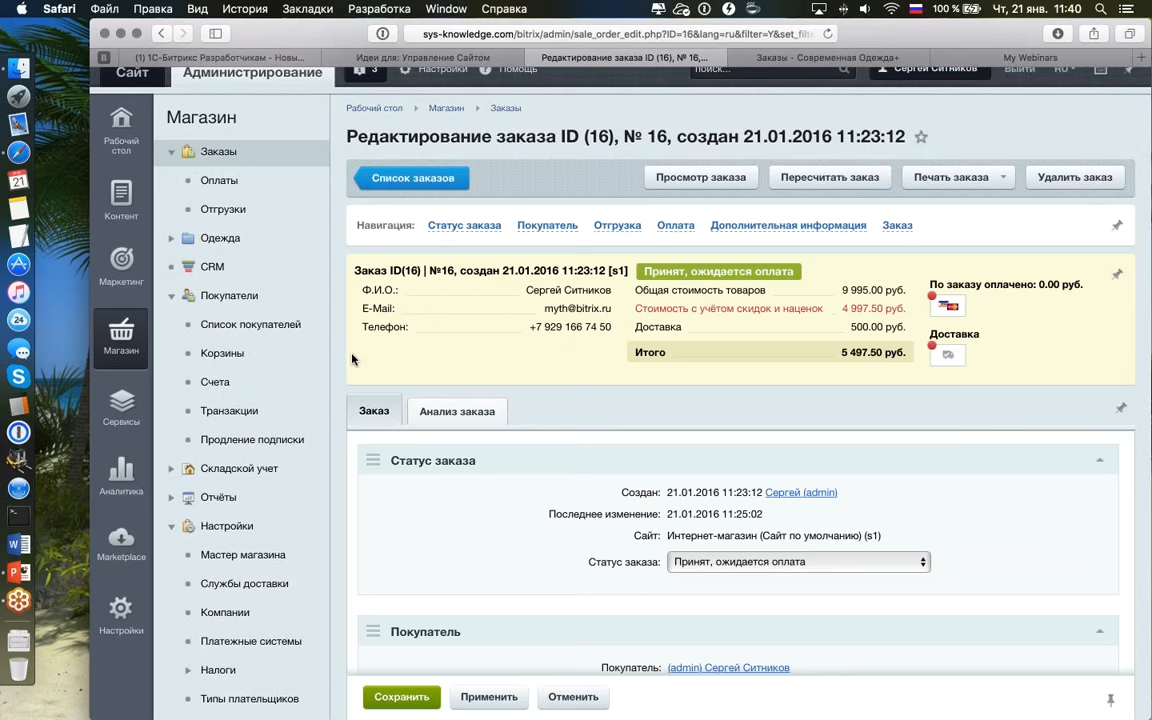 Safari Файл Правка Вид История Закладки Разработка Window Справка 100 % Чт, 21 янв. 11:40
sys-knowledge.com/bitrix/admin/sale_order_edit.php?ID=16&lang=ru&filter=Y&set_filt
(1) 1С-Битрикс Разработчикам - Новы... Идеи для: Управление Сайтом Редактирование заказа ID (16), № 16,... Заказы - Современная Одежда+ My Webinars
Сайт Администрирование 3 Настройки Помощь поиск... Сергей Ситников Выйти RU
Рабочий стол
Контент
Маркетинг
Магазин
Сервисы
Аналитика
Marketplace
Настройки
Магазин
Заказы
Оплаты
Отгрузки
Одежда
CRM
Покупатели
Список покупателей
Корзины
Счета
Транзакции
Продление подписки
Складской учет
Отчёты
Настройки
Мастер магазина
Службы доставки
Компании
Платежные системы
Налоги
Типы плательщиков
Рабочий стол Магазин Заказы
Редактирование заказа ID (16), № 16, создан 21.01.2016 11:23:12
Список заказов Просмотр заказа Пересчитать заказ Печать заказа Удалить заказ
Навигация: Статус заказа Покупатель Отгрузка Оплата Дополнительная информация Заказ
Заказ ID(16) | №16, создан 21.01.2016 11:23:12 [s1] Принят, ожидается оплата
Ф.И.О.: Сергей Ситников Общая стоимость товаров 9 995.00 руб.
E-Mail: myth@bitrix.ru Стоимость с учётом скидок и наценок 4 997.50 руб.
Телефон: +7 929 166 74 50 Доставка 500.00 руб.
Итого 5 497.50 руб.
По заказу оплачено: 0.00 руб.
Доставка
Заказ Анализ заказа
Статус заказа
Создан: 21.01.2016 11:23:12 Сергей (admin)
Последнее изменение: 21.01.2016 11:25:02
Сайт: Интернет-магазин (Сайт по умолчанию) (s1)
Статус заказа: Принят, ожидается оплата
Покупатель
Покупатель: (admin) Сергей Ситников
Сохранить Применить Отменить